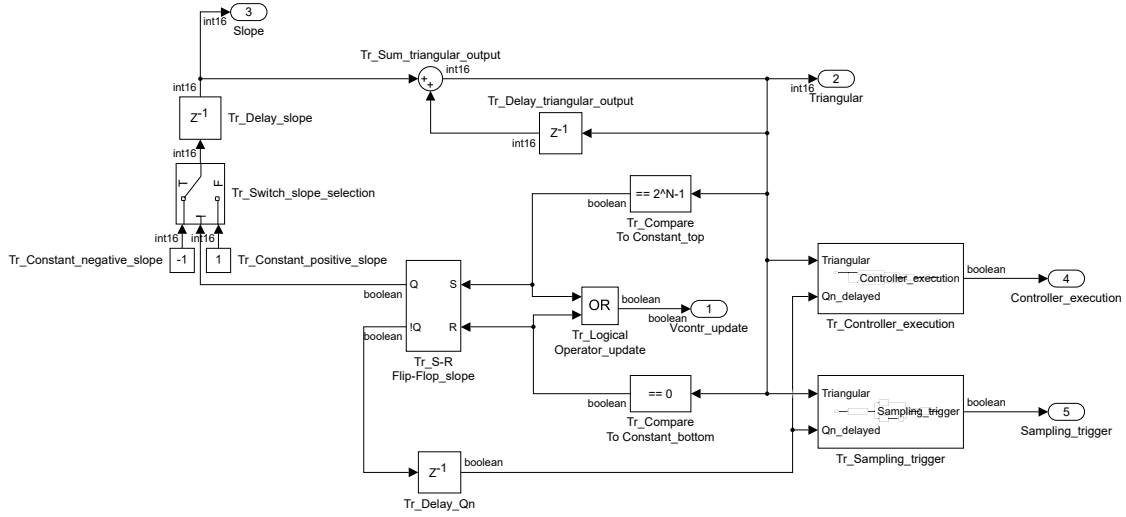 3
int16
Slope
Tr_Sum_triangular_output
int16
+
+
2
int16
Triangular
int16
Z-1
Tr_Delay_slope
Tr_Delay_triangular_output
Z-1
int16
int16
T
F
Tr_Switch_slope_selection
== 2^N-1
boolean
Tr_Compare
To Constant_top
int16
int16
Tr_Constant_negative_slope
-1
1
Tr_Constant_positive_slope
Q
S
boolean
!Q
R
boolean
Tr_S-R
Flip-Flop_slope
OR
boolean
boolean
Tr_Logical
Operator_update
1
Vcontr_update
Triangular
Controller_execution
Qn_delayed
boolean
Tr_Controller_execution
4
Controller_execution
== 0
boolean
Tr_Compare
To Constant_bottom
Triangular
Sampling_trigger
Qn_delayed
boolean
Tr_Sampling_trigger
5
Sampling_trigger
Z-1
boolean
Tr_Delay_Qn